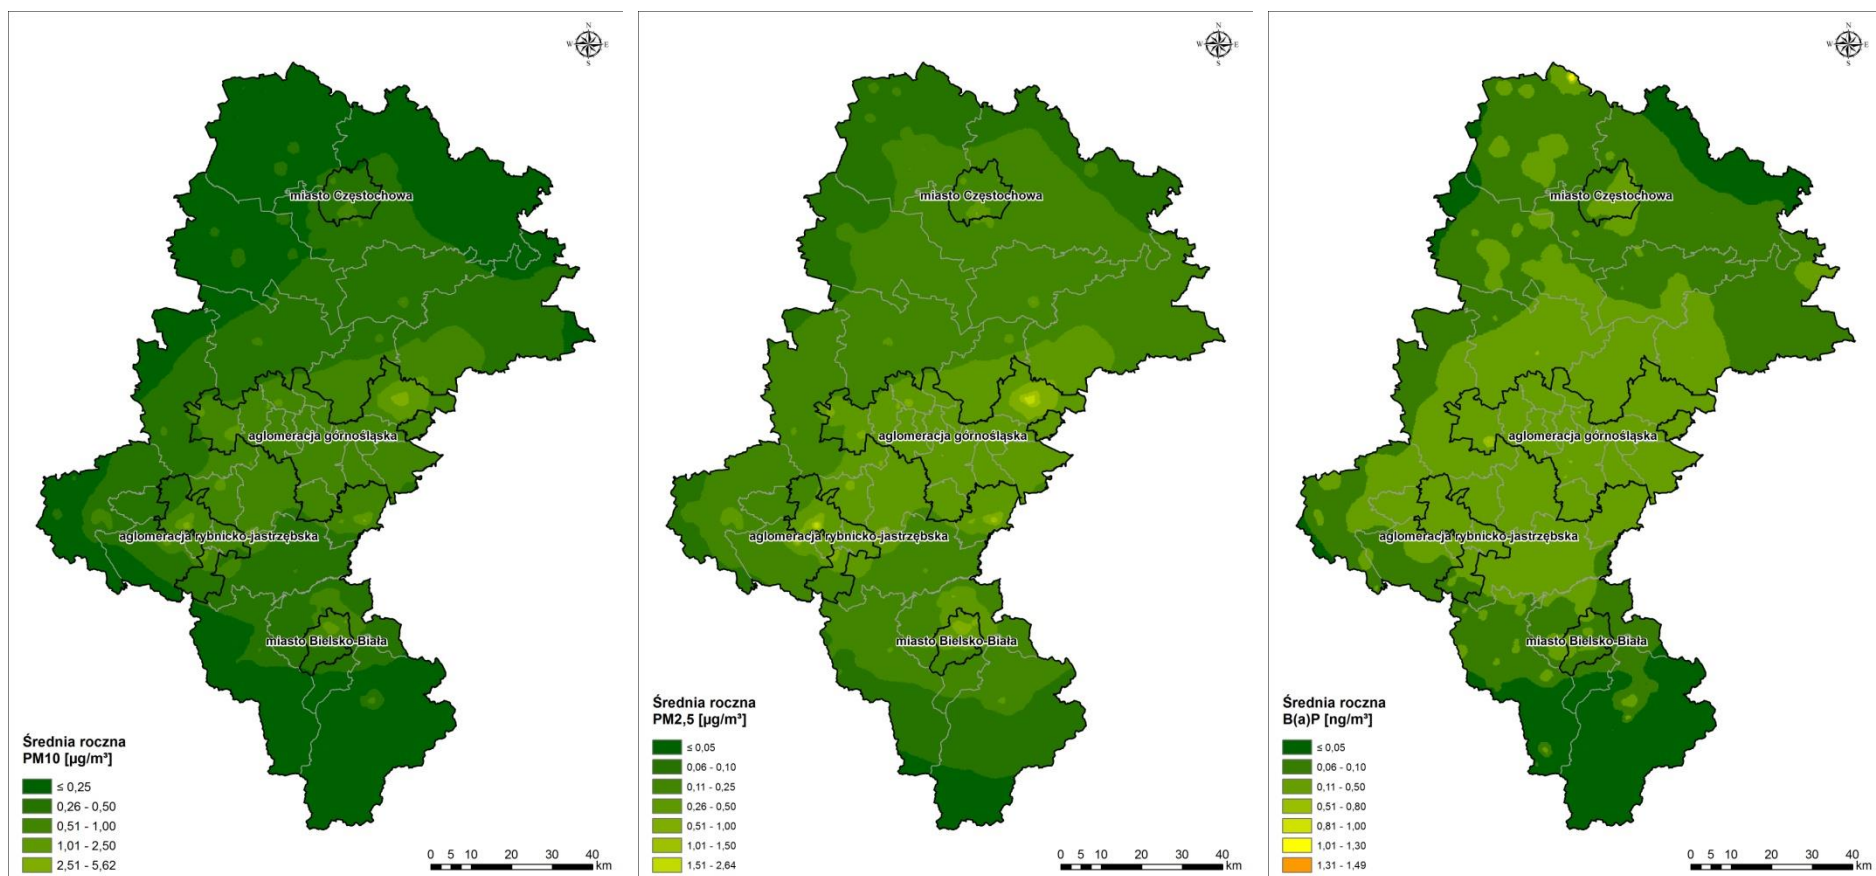 N
W E
S
miasto Częstochowa
aglomeracja górnośląska
aglomeracja rybnicko-jastrzębska
miasto Bielsko-Biała
Średnia roczna
PM10 [µg/m³]
≤ 0,25
0,26 - 0,50
0,51 - 1,00
1,01 - 2,50
2,51 - 5,62
0 5 10 20 30 40
km
N
W E
S
miasto Częstochowa
aglomeracja górnośląska
aglomeracja rybnicko-jastrzębska
miasto Bielsko-Biała
Średnia roczna
PM2,5 [µg/m³]
≤ 0,05
0,06 - 0,10
0,11 - 0,25
0,26 - 0,50
0,51 - 1,00
1,01 - 1,50
1,51 - 2,64
0 5 10 20 30 40
km
N
W E
S
miasto Częstochowa
aglomeracja górnośląska
aglomeracja rybnicko-jastrzębska
miasto Bielsko-Biała
Średnia roczna
B(a)P [ng/m³]
≤ 0,05
0,06 - 0,10
0,11 - 0,50
0,51 - 0,80
0,81 - 1,00
1,01 - 1,30
1,31 - 1,49
0 5 10 20 30 40
km